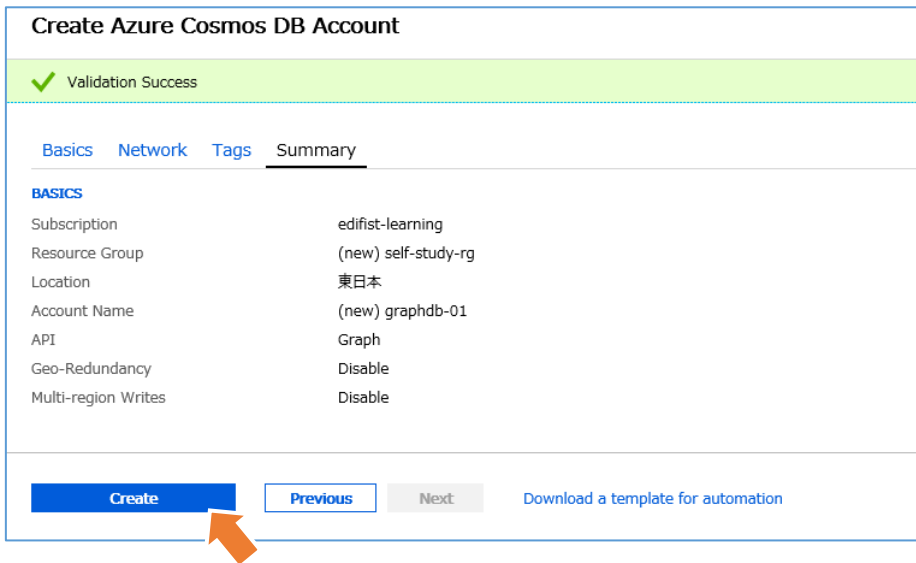 Create Azure Cosmos DB Account
Validation Success
Basics Network Tags Summary
BASICS
Subscription edifist-learning
Resource Group (new) self-study-rg
Location 東日本
Account Name (new) graphdb-01
API Graph
Geo-Redundancy Disable
Multi-region Writes Disable
Create Previous Next Download a template for automation